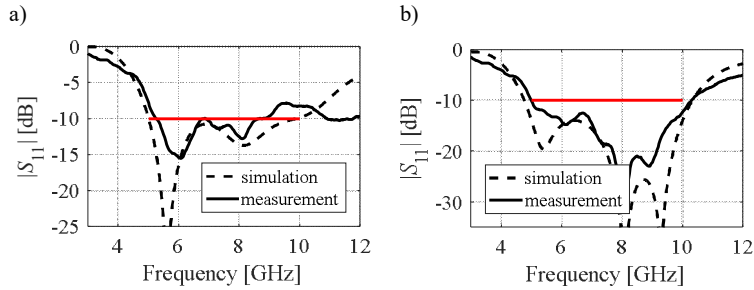 a)
0
-5
-10
-15
-20
-25
|S11| [dB]
simulation
measurement
4 6 8 10 12
Frequency [GHz]
b)
0
-10
-20
-30
|S11| [dB]
simulation
measurement
4 6 8 10 12
Frequency [GHz]